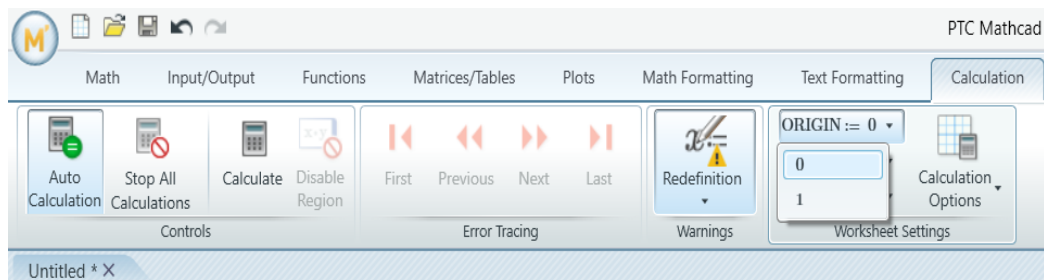 PTC Mathcad
Math Input/Output Functions Matrices/Tables Plots Math Formatting Text Formatting Calculation
ORIGIN := 0
0
1
Auto Calculation
Stop All Calculations
Calculate
Disable Region
First Previous Next Last
Redefinition
Calculation Options
Controls Error Tracing Warnings Worksheet Settings
Untitled *